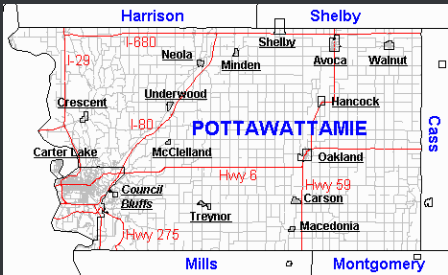 Harrison
Shelby
I-680
Shelby
I-29
Neola
Minden
Avoca
Walnut
Underwood
Hancock
Crescent
I-80
POTTAWATTAMIE
Cass
McClelland
Carter Lake
Oakland
Hwy 6
Council
Bluffs
Hwy 59
Carson
Treynor
Macedonia
Hwy 275
Mills
Montgomery